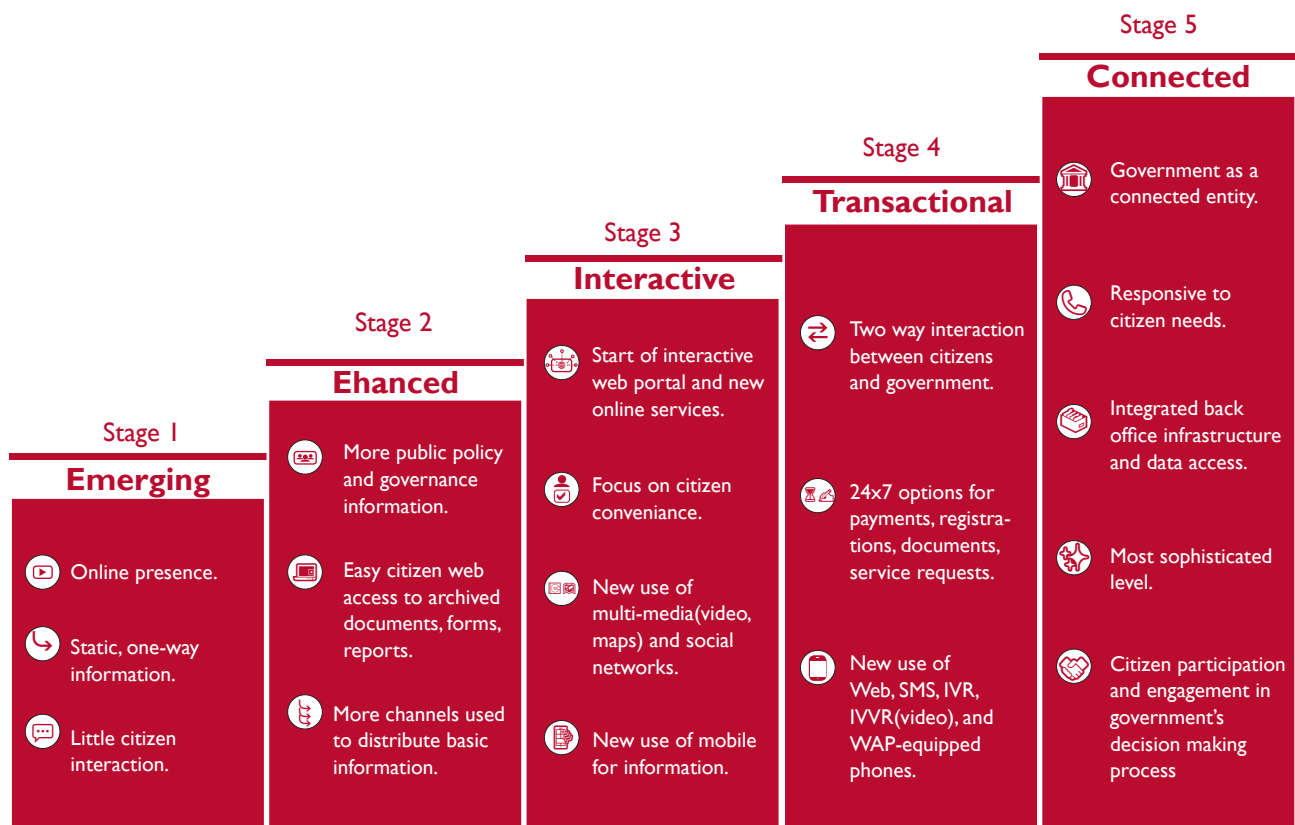 Stage 1
Emerging
Online presence.
Static, one-way
information.
Little citizen
interaction.
Stage 2
Ehanced
More public policy
and governance
information.
Easy citizen web
access to archived
documents, forms,
reports.
More channels used
to distribute basic
information.
Stage 3
Interactive
Start of interactive
web portal and new
online services.
Focus on citizen
conveniance.
New use of
multi-media(video,
maps) and social
networks.
New use of mobile
for information.
Stage 4
Transactional
Two way interaction
between citizens
and government.
24x7 options for
payments, registra-
tions, documents,
service requests.
New use of
Web, SMS, IVR,
IVVR(video), and
WAP-equipped
phones.
Stage 5
Connected
Government as a
connected entity.
Responsive to
citizen needs.
Integrated back
office infrastructure
and data access.
Most sophisticated
level.
Citizen participation
and engagement in
government’s
decision making
process